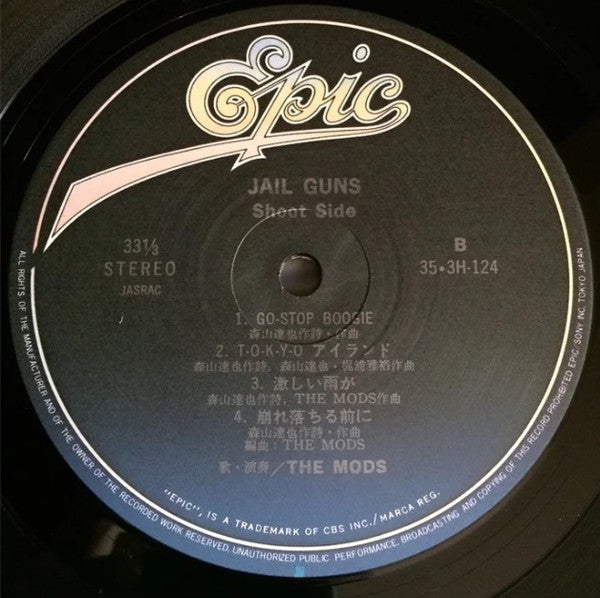 Epic
JAIL GUNS
Shoot Side
33⅓
STEREO
JASRAC
B
35•3H-124
1. GO-STOP BOOGIE
森山達也作詩・作曲
2. T-O-K-Y-O アイランド
森山達也作詩, 森山達也・梶浦雅裕作曲
3. 激しい雨が
森山達也作詩, THE MODS作曲
4. 崩れ落ちる前に
森山達也作詩・作曲
編曲：THE MODS
歌・演奏／THE MODS
"EPIC", IS A TRADEMARK OF CBS INC./MARCA REG.
ALL RIGHTS OF THE MANUFACTURER AND OF THE OWNER OF THE RECORDED WORK RESERVED, UNAUTHORIZED PUBLIC PERFORMANCE, BROADCASTING AND COPYING OF THIS RECORD PROHIBITED EPIC/SONY INC. TOKYO JAPAN